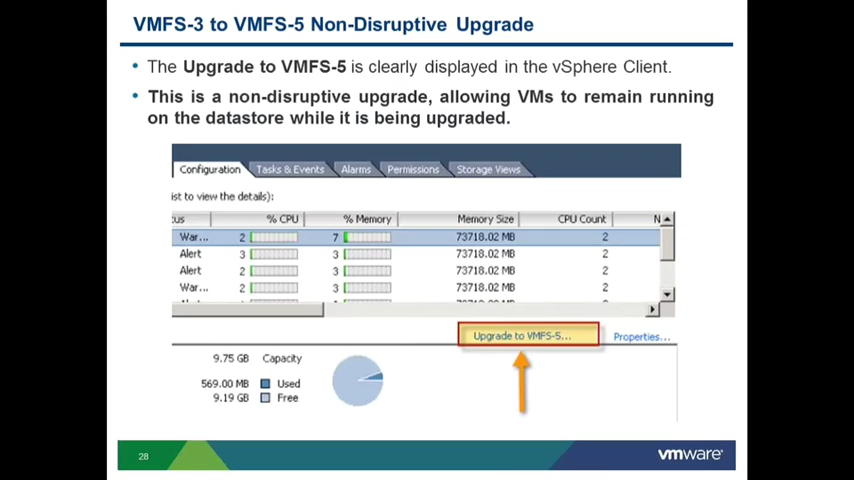 VMFS-3 to VMFS-5 Non-Disruptive Upgrade
• The Upgrade to VMFS-5 is clearly displayed in the vSphere Client.
• This is a non-disruptive upgrade, allowing VMs to remain running
on the datastore while it is being upgraded.
Configuration Tasks & Events Alarms Permissions Storage Views
list to view the details):
tus % CPU % Memory Memory Size CPU Count N
War... 2 7 73718.02 MB 2
Alert 3 3 73718.02 MB 2
Alert 2 3 73718.02 MB 2
War... 2 3 73718.02 MB 2
Upgrade to VMFS-5... Properties...
9.75 GB Capacity
569.00 MB Used
9.19 GB Free
28 vmware